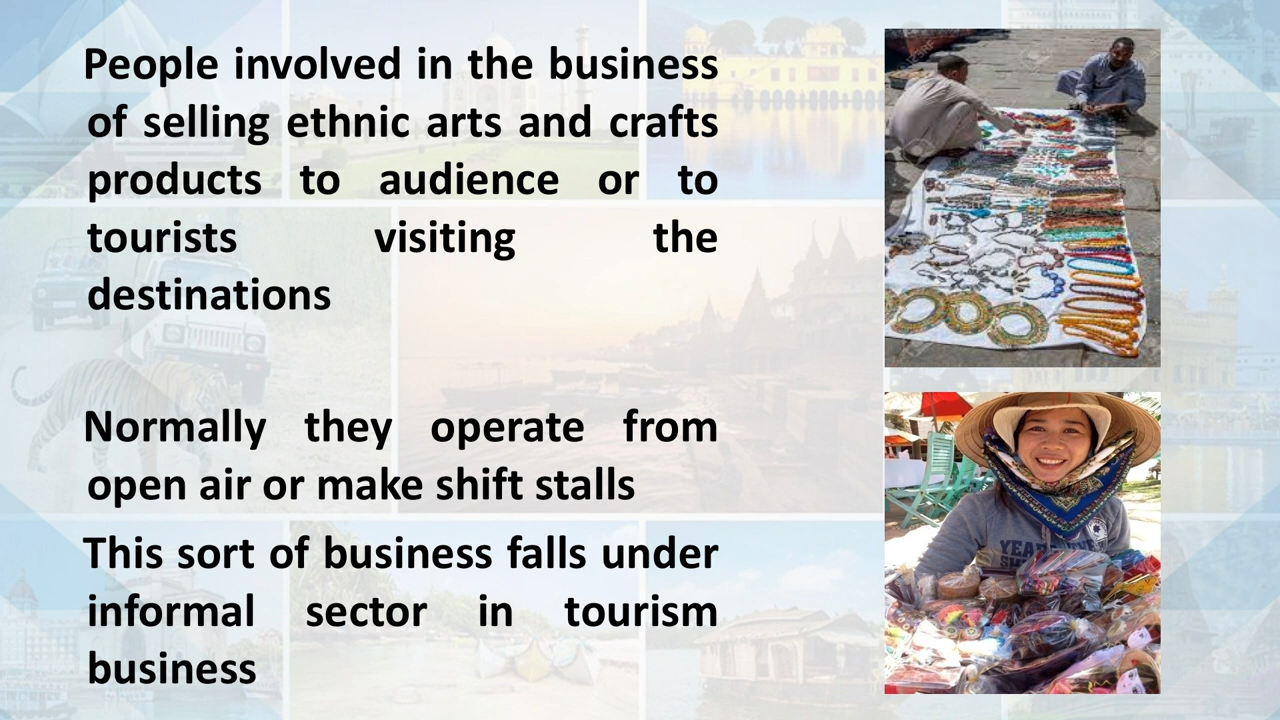 People involved in the business
of selling ethnic arts and crafts
products to audience or to
tourists visiting the
destinations
Normally they operate from
open air or make shift stalls
This sort of business falls under
informal sector in tourism
business